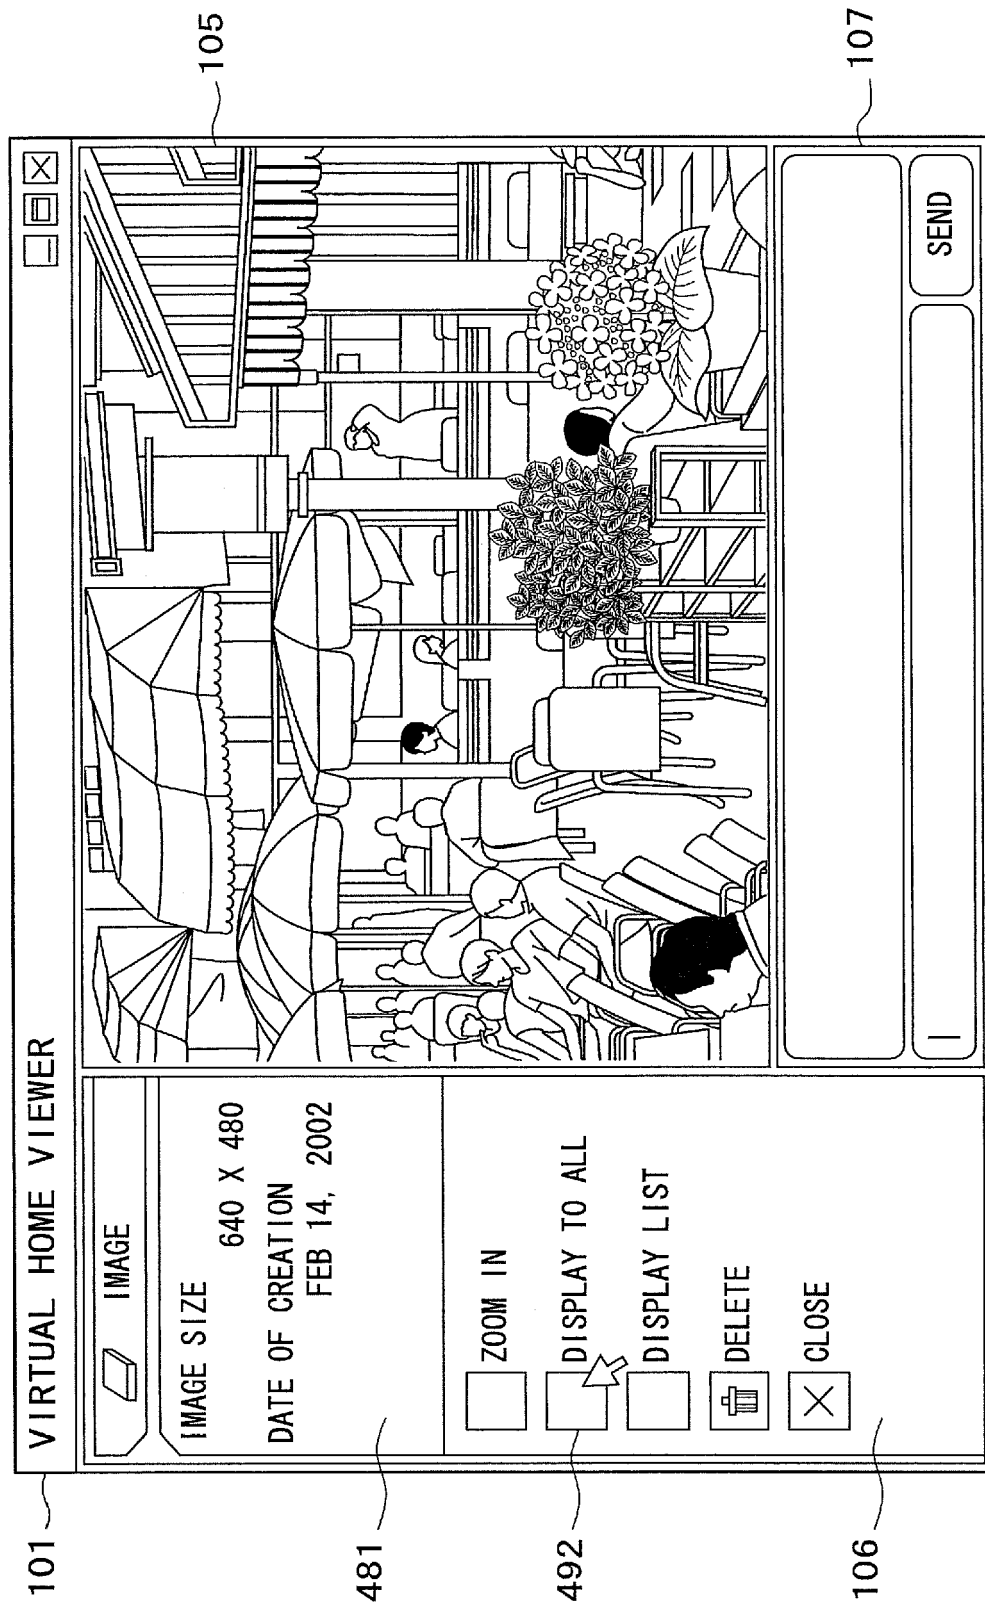 101
VIRTUAL HOME VIEWER
105
IMAGE
IMAGE SIZE
640 X 480
DATE OF CREATION
FEB 14, 2002
481
ZOOM IN
492
DISPLAY TO ALL
DISPLAY LIST
DELETE
CLOSE
106
107
SEND